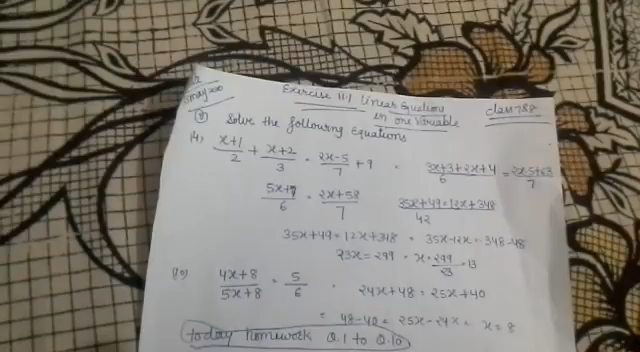 Exercise 11.1 Linear Equation in one Variable
class 7&8
Solve the following Equations
(14) x+1/2 + x+2/3 = 2x-5/7 + 9 = 3x+3+2x+4/6 = 2x-5+63/7
5x+7/6 = 2x+58/7
35x+49=12x+348/42
35x+49=12x+348 = 35x-12x=348-48
23x=299 = x=299/23=13
4x+8/5x+8 = 5/6 = 24x+48=25x+40
= 48-40=25x-24x = x=8
today homework Q.1 to Q.10